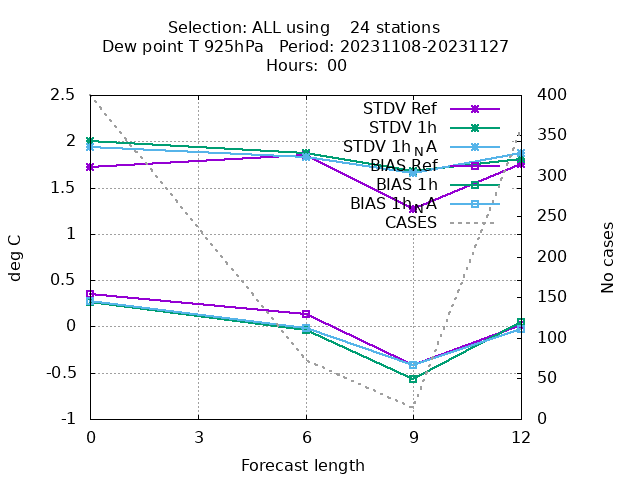 Selection: ALL using    24 stations
Dew point T 925hPa   Period: 20231108-20231127
Hours: 00
deg C
2.5
2
1.5
1
0.5
0
-0.5
-1
STDV Ref
STDV 1h
STDV 1h_NA
BIAS Ref
BIAS 1h
BIAS 1h_NA
CASES
400
350
300
250
200
150
100
50
0
No cases
0 3 6 9 12
Forecast length